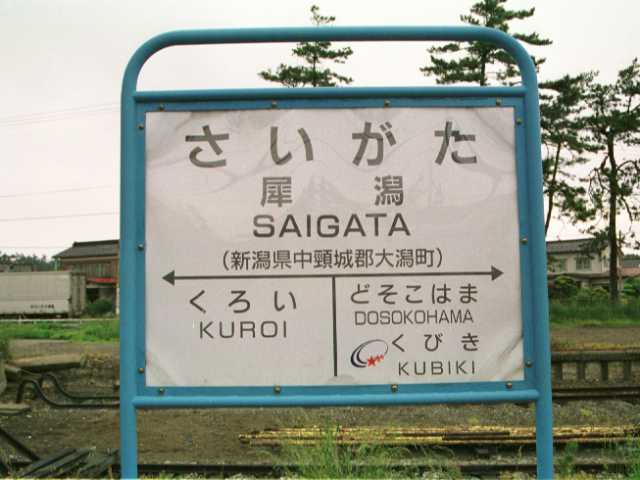 さいがた
犀潟
SAIGATA
(新潟県中頸城郡大潟町)
くろい
KUROI
どそこはま
DOSOKOHAMA
くびき
KUBIKI